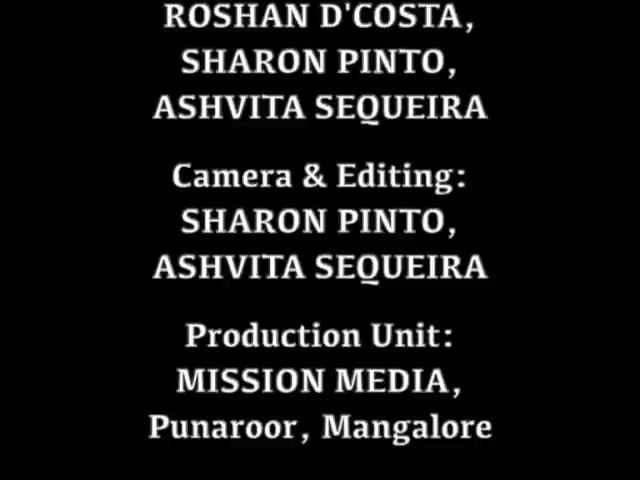 ROSHAN D'COSTA,
SHARON PINTO,
ASHVITA SEQUEIRA
Camera & Editing:
SHARON PINTO,
ASHVITA SEQUEIRA
Production Unit:
MISSION MEDIA,
Punaroor, Mangalore